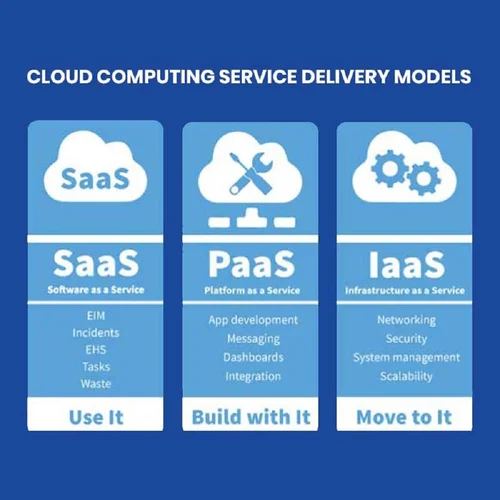 CLOUD COMPUTING SERVICE DELIVERY MODELS
SaaS
SaaS
Software as a Service
EIM
Incidents
EHS
Tasks
Waste
Use It
PaaS
Platform as a Service
App development
Messaging
Dashboards
Integration
Build with It
IaaS
Infrastructure as a Service
Networking
Security
System management
Scalability
Move to It